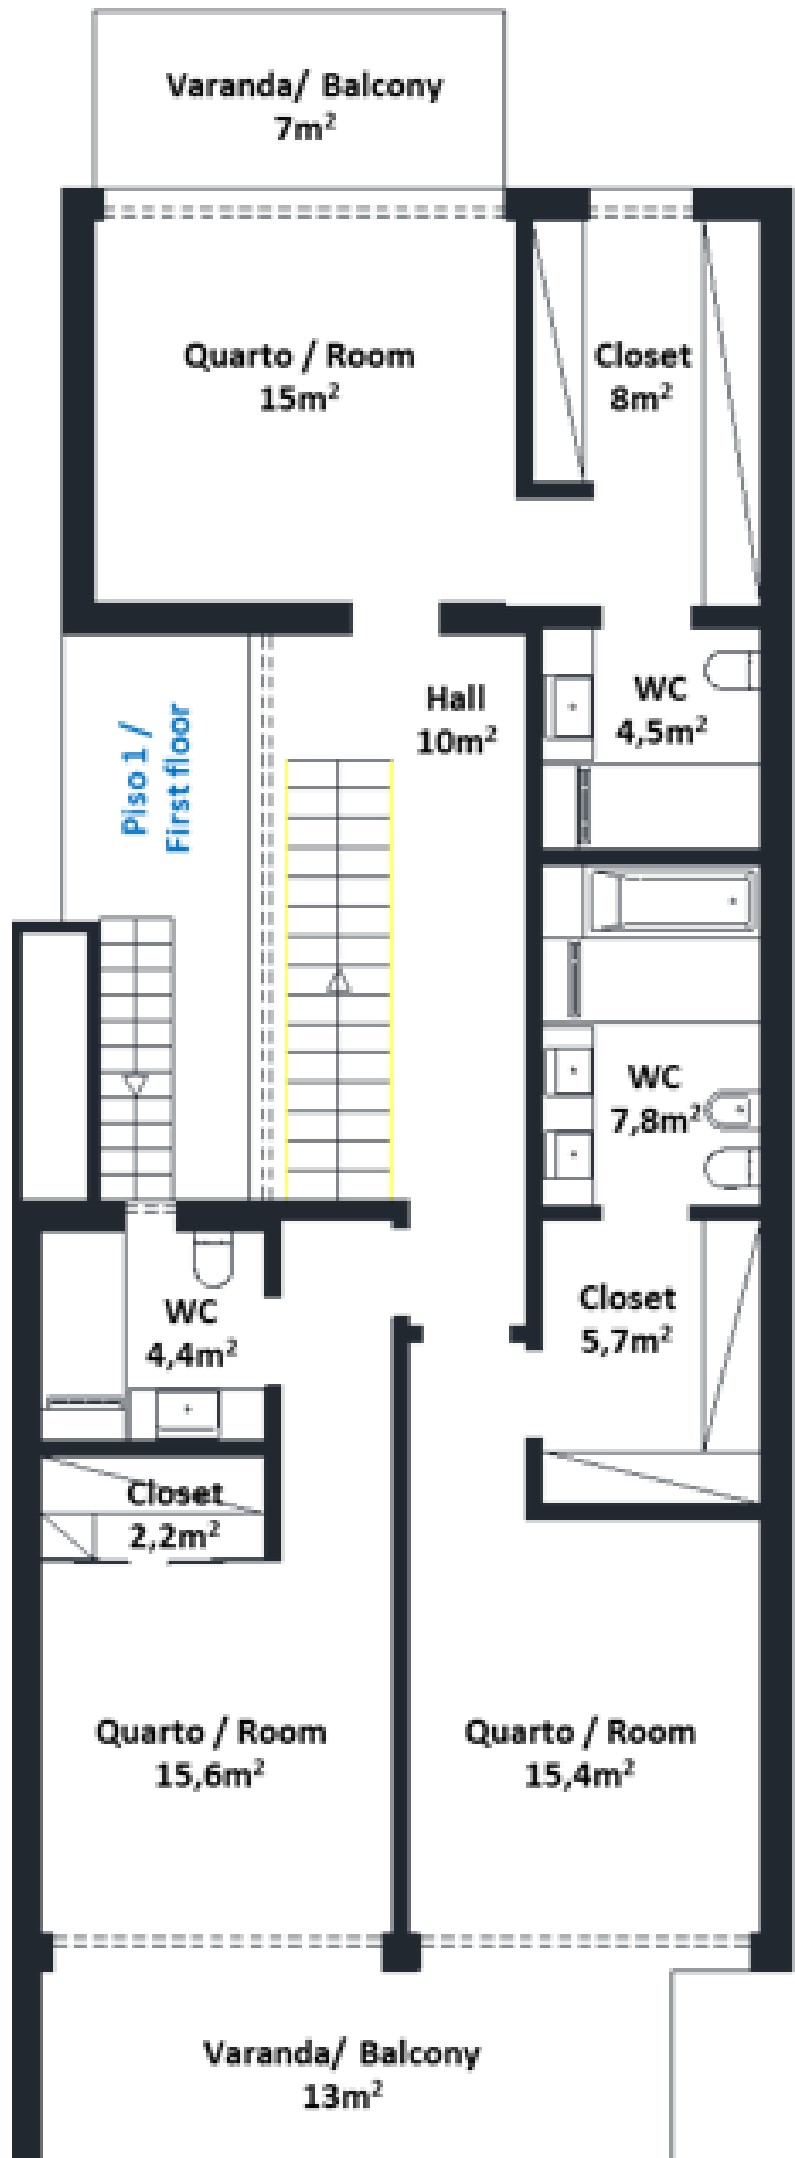 Varanda/ Balcony
7m²
Quarto / Room
15m²
Closet
8m²
Hall
10m²
WC
4,5m²
Piso 1 /
First floor
WC
7,8m²
WC
4,4m²
Closet
5,7m²
Closet
2,2m²
Quarto / Room
15,6m²
Quarto / Room
15,4m²
Varanda/ Balcony
13m²